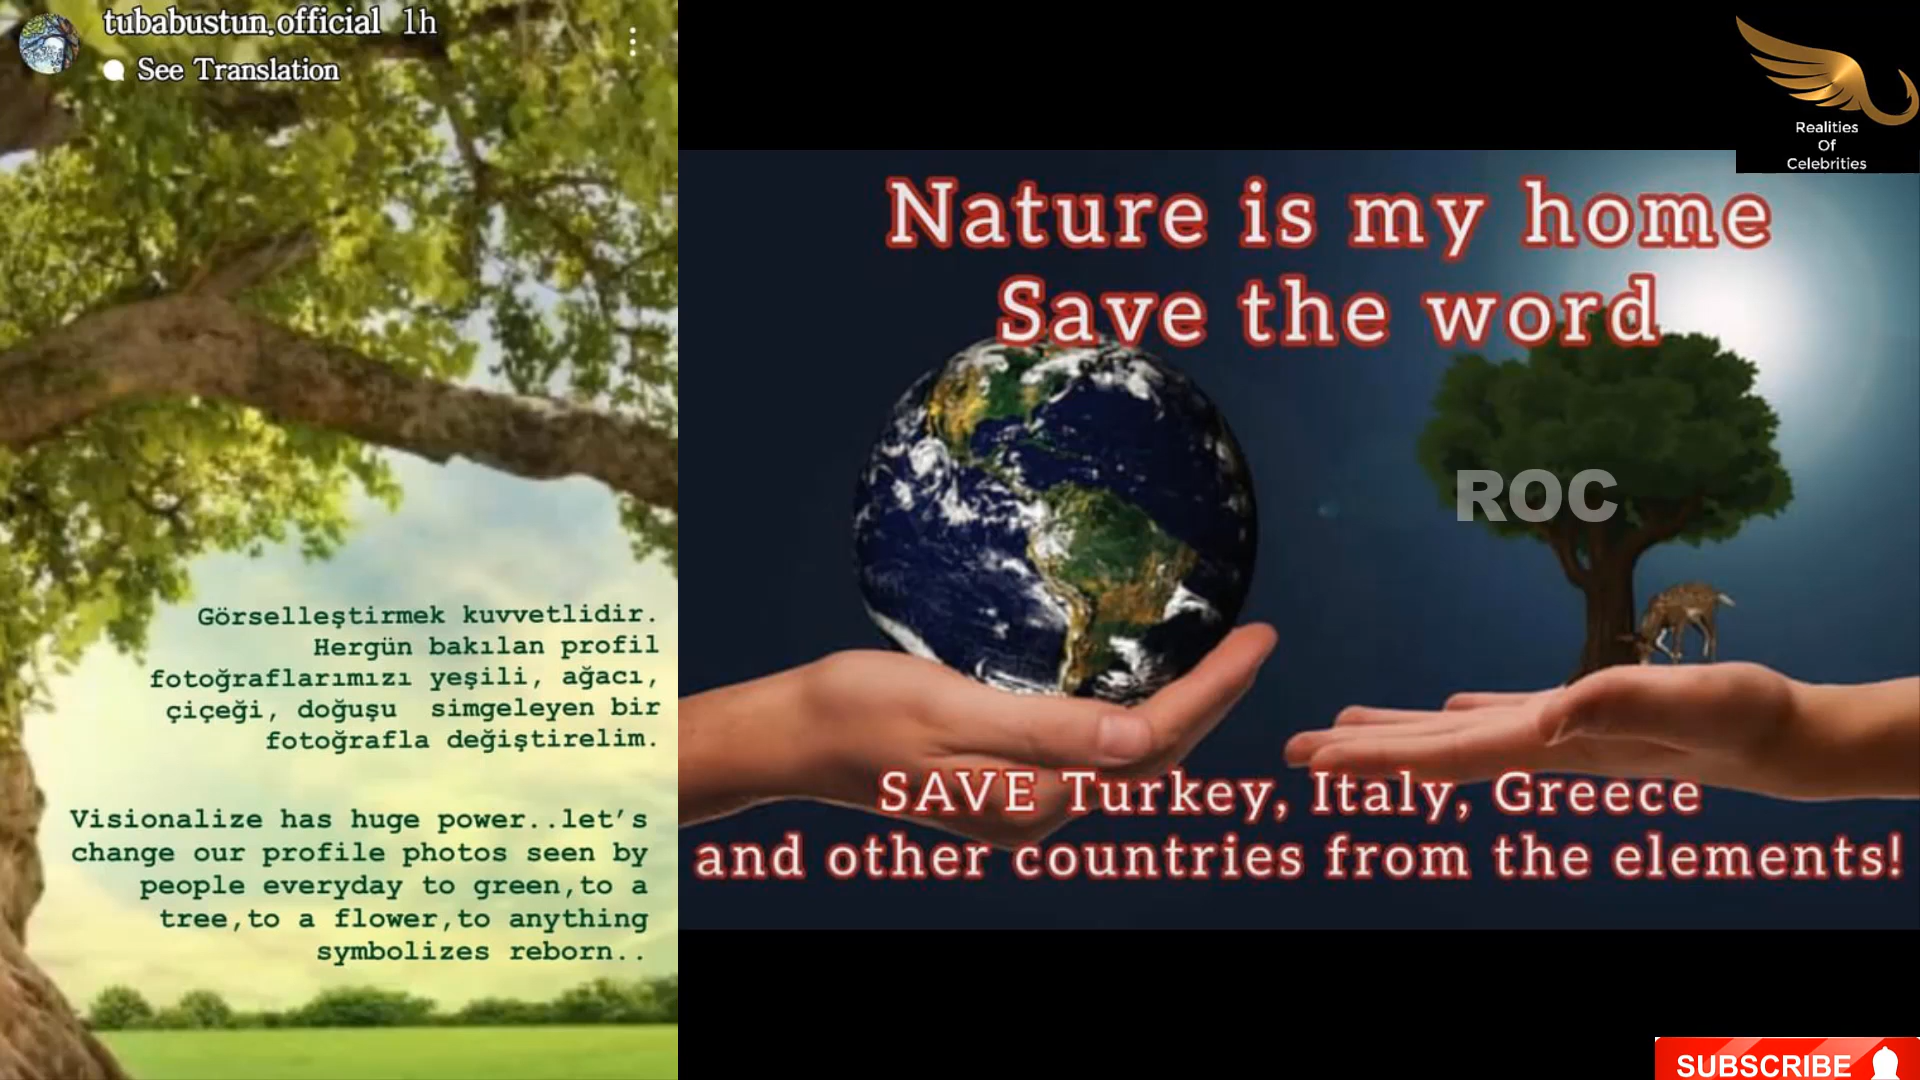 tubabustun.official 1h
See Translation
Görselleştirmek kuvvetlidir.
Hergün bakılan profil
fotoğraflarımızı yeşili, ağacı,
çiçeği, doğuşu simgeleyen bir
fotoğrafla değiştirelim.
Visionalize has huge power..let's
change our profile photos seen by
people everyday to green,to a
tree,to a flower,to anything
symbolizes reborn..
Nature is my home
Save the word
ROC
SAVE Turkey, Italy, Greece
and other countries from the elements!
Realities
Of
Celebrities
SUBSCRIBE